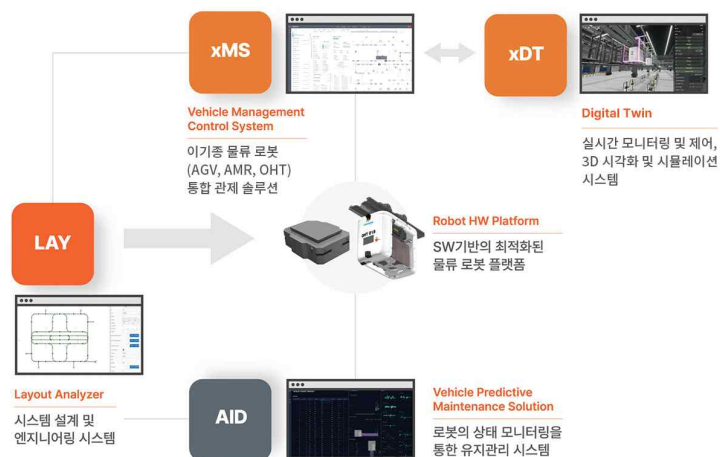 xMS
xDT
Vehicle Management
Control System
이기종 물류 로봇
(AGV, AMR, OHT)
통합 관제 솔루션
Digital Twin
실시간 모니터링 및 제어,
3D 시각화 및 시뮬레이션
시스템
LAY
Robot HW Platform
SW기반의 최적화된
물류 로봇 플랫폼
Layout Analyzer
시스템 설계 및
엔지니어링 시스템
AID
Vehicle Predictive
Maintenance Solution
로봇의 상태 모니터링을
통한 유지관리 시스템